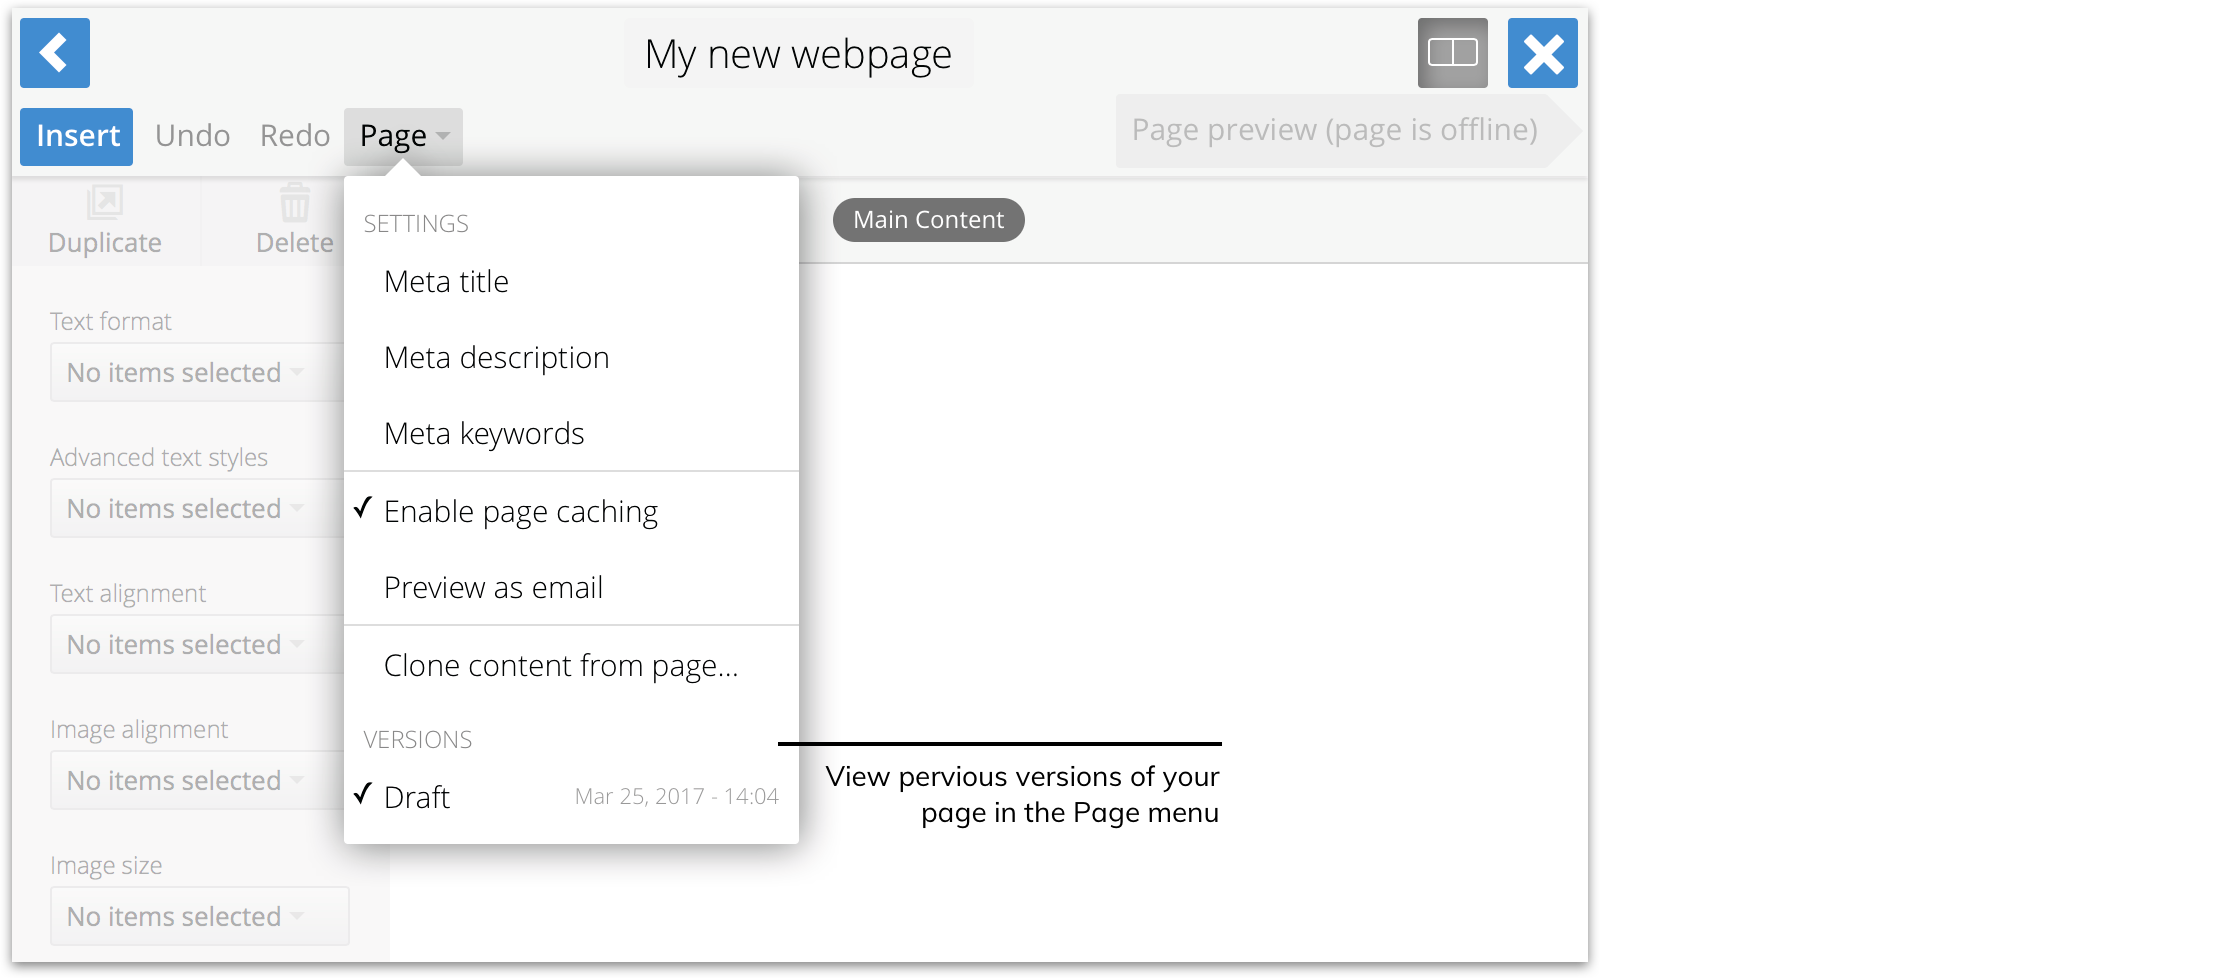 My new webpage
Insert Undo Redo Page
Page preview (page is offline)
Duplicate Delete
Main Content
Text format
No items selected
Advanced text styles
No items selected
Text alignment
No items selected
Image alignment
No items selected
Image size
No items selected
SETTINGS
Meta title
Meta description
Meta keywords
✓ Enable page caching
Preview as email
Clone content from page...
VERSIONS
✓ Draft Mar 25, 2017 - 14:04
View pervious versions of your
page in the Page menu